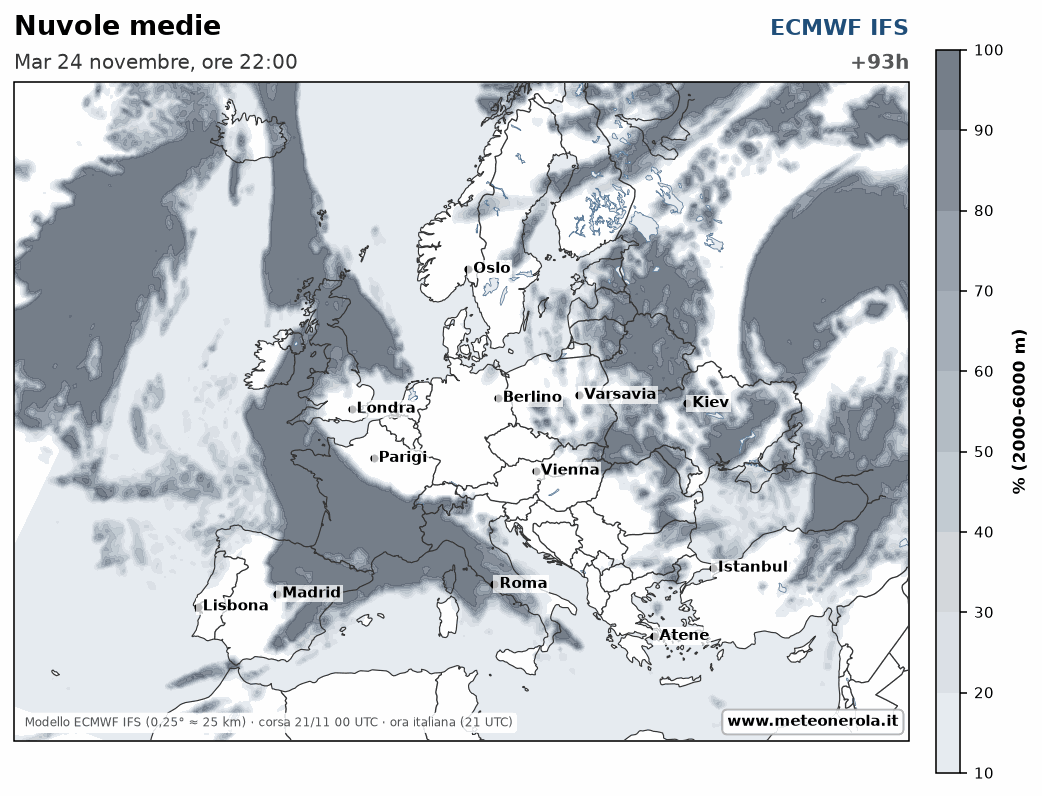 Nuvole medie
ECMWF IFS
Mar 24 novembre, ore 22:00
+93h
100
90
80
70
60
50
40
30
20
10
% (2000-6000 m)
Oslo
Londra
Berlino
Varsavia
Kiev
Parigi
Vienna
Istanbul
Roma
Madrid
Lisbona
Atene
Modello ECMWF IFS (0,25° ≈ 25 km) · corsa 21/11 00 UTC · ora italiana (21 UTC)
www.meteonerola.it